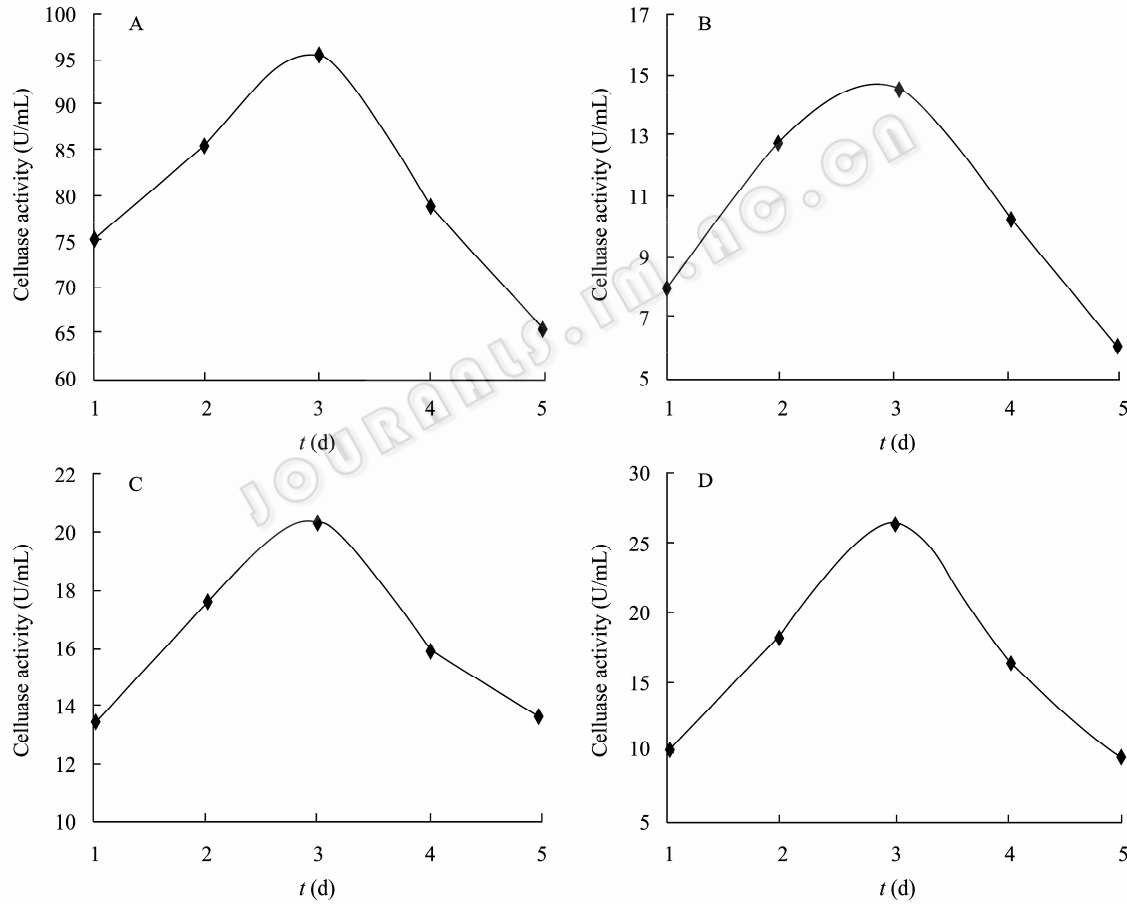 A
Celluase activity (U/mL)
100
95
90
85
80
75
70
65
60
1 2 3 4 5
t (d)
B
Celluase activity (U/mL)
17
15
13
11
9
7
5
1 2 3 4 5
t (d)
C
Celluase activity (U/mL)
22
20
18
16
14
12
10
1 2 3 4 5
t (d)
D
Celluase activity (U/mL)
30
25
20
15
10
5
1 2 3 4 5
t (d)
JOURNALS.IM.AC.CN